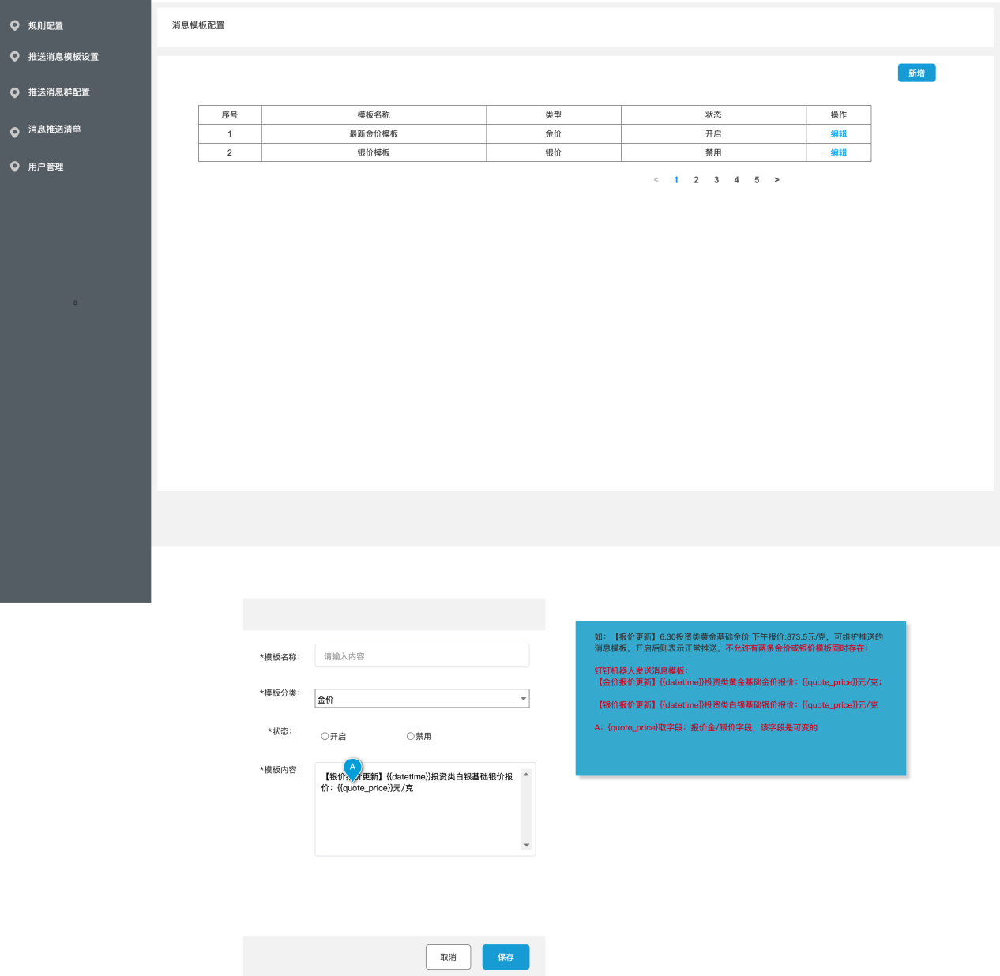 规则配置
推送消息模板设置
推送消息群配置
消息推送清单
用户管理
a
消息模板配置
新增
序号 模板名称 类型 状态 操作
1 最新金价模板 金价 开启 编辑
2 银价模板 银价 禁用 编辑
< 1 2 3 4 5 >
*模板名称: 请输入内容
*模板分类: 金价
*状态: 开启 禁用
*模板内容:
A
【银价报价更新】{{datetime}}投资类白银基础银价报
价：{{quote_price}}元/克
取消 保存
如：【报价更新】6.30投资类黄金基础金价 下午报价:873.5元/克，可维护推送的
消息模板，开启后则表示正常推送，不允许有两条金价或银价模板同时存在；
钉钉机器人发送消息模板：
【金价报价更新】{{datetime}}投资类黄金基础金价报价：{{quote_price}}元/克；
【银价报价更新】{{datetime}}投资类白银基础银价报价：{{quote_price}}元/克
A：{quote_price}取字段：报价金/银价字段，该字段是可变的